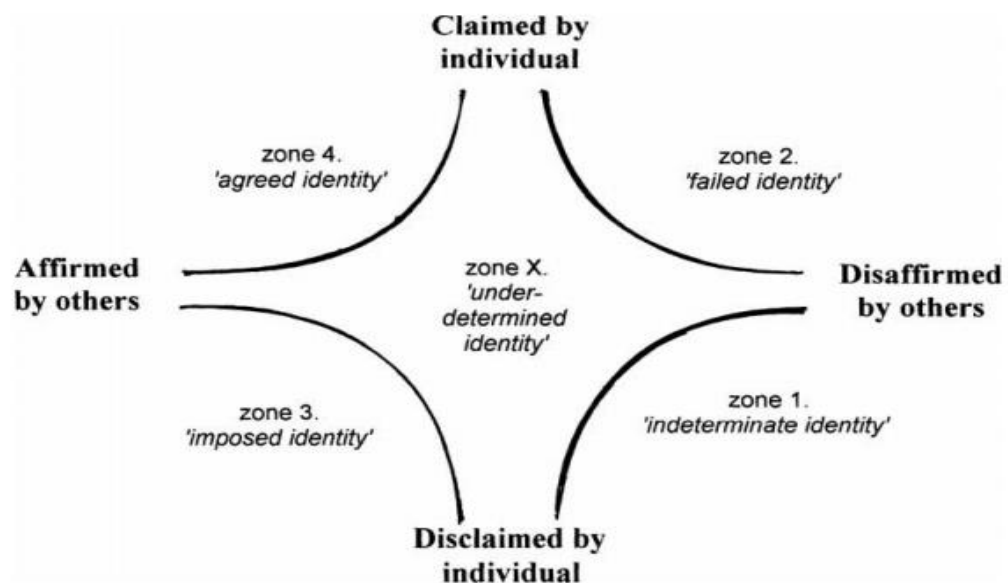 Claimed by
individual
zone 4.
'agreed identity'
zone 2.
'failed identity'
Affirmed
by others
zone X.
'under-
determined
identity'
Disaffirmed
by others
zone 3.
'imposed identity'
zone 1.
'indeterminate identity'
Disclaimed by
individual